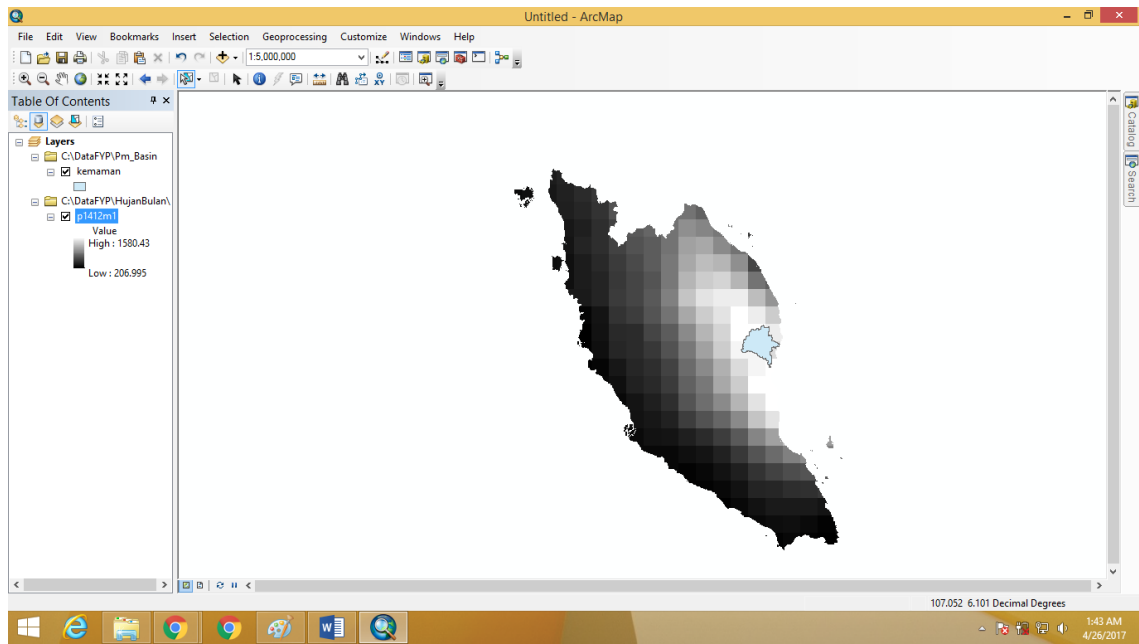 Untitled - ArcMap
File Edit View Bookmarks Insert Selection Geoprocessing Customize Windows Help
1:5,000,000
Table Of Contents
Layers
C:\DataFYP\Pm_Basin
kemaman
C:\DataFYP\HujanBulan\
p1412m1
Value
High : 1580.43
Low : 206.995
Catalog
Search
107.052 6.101 Decimal Degrees
1:43 AM
4/26/2017